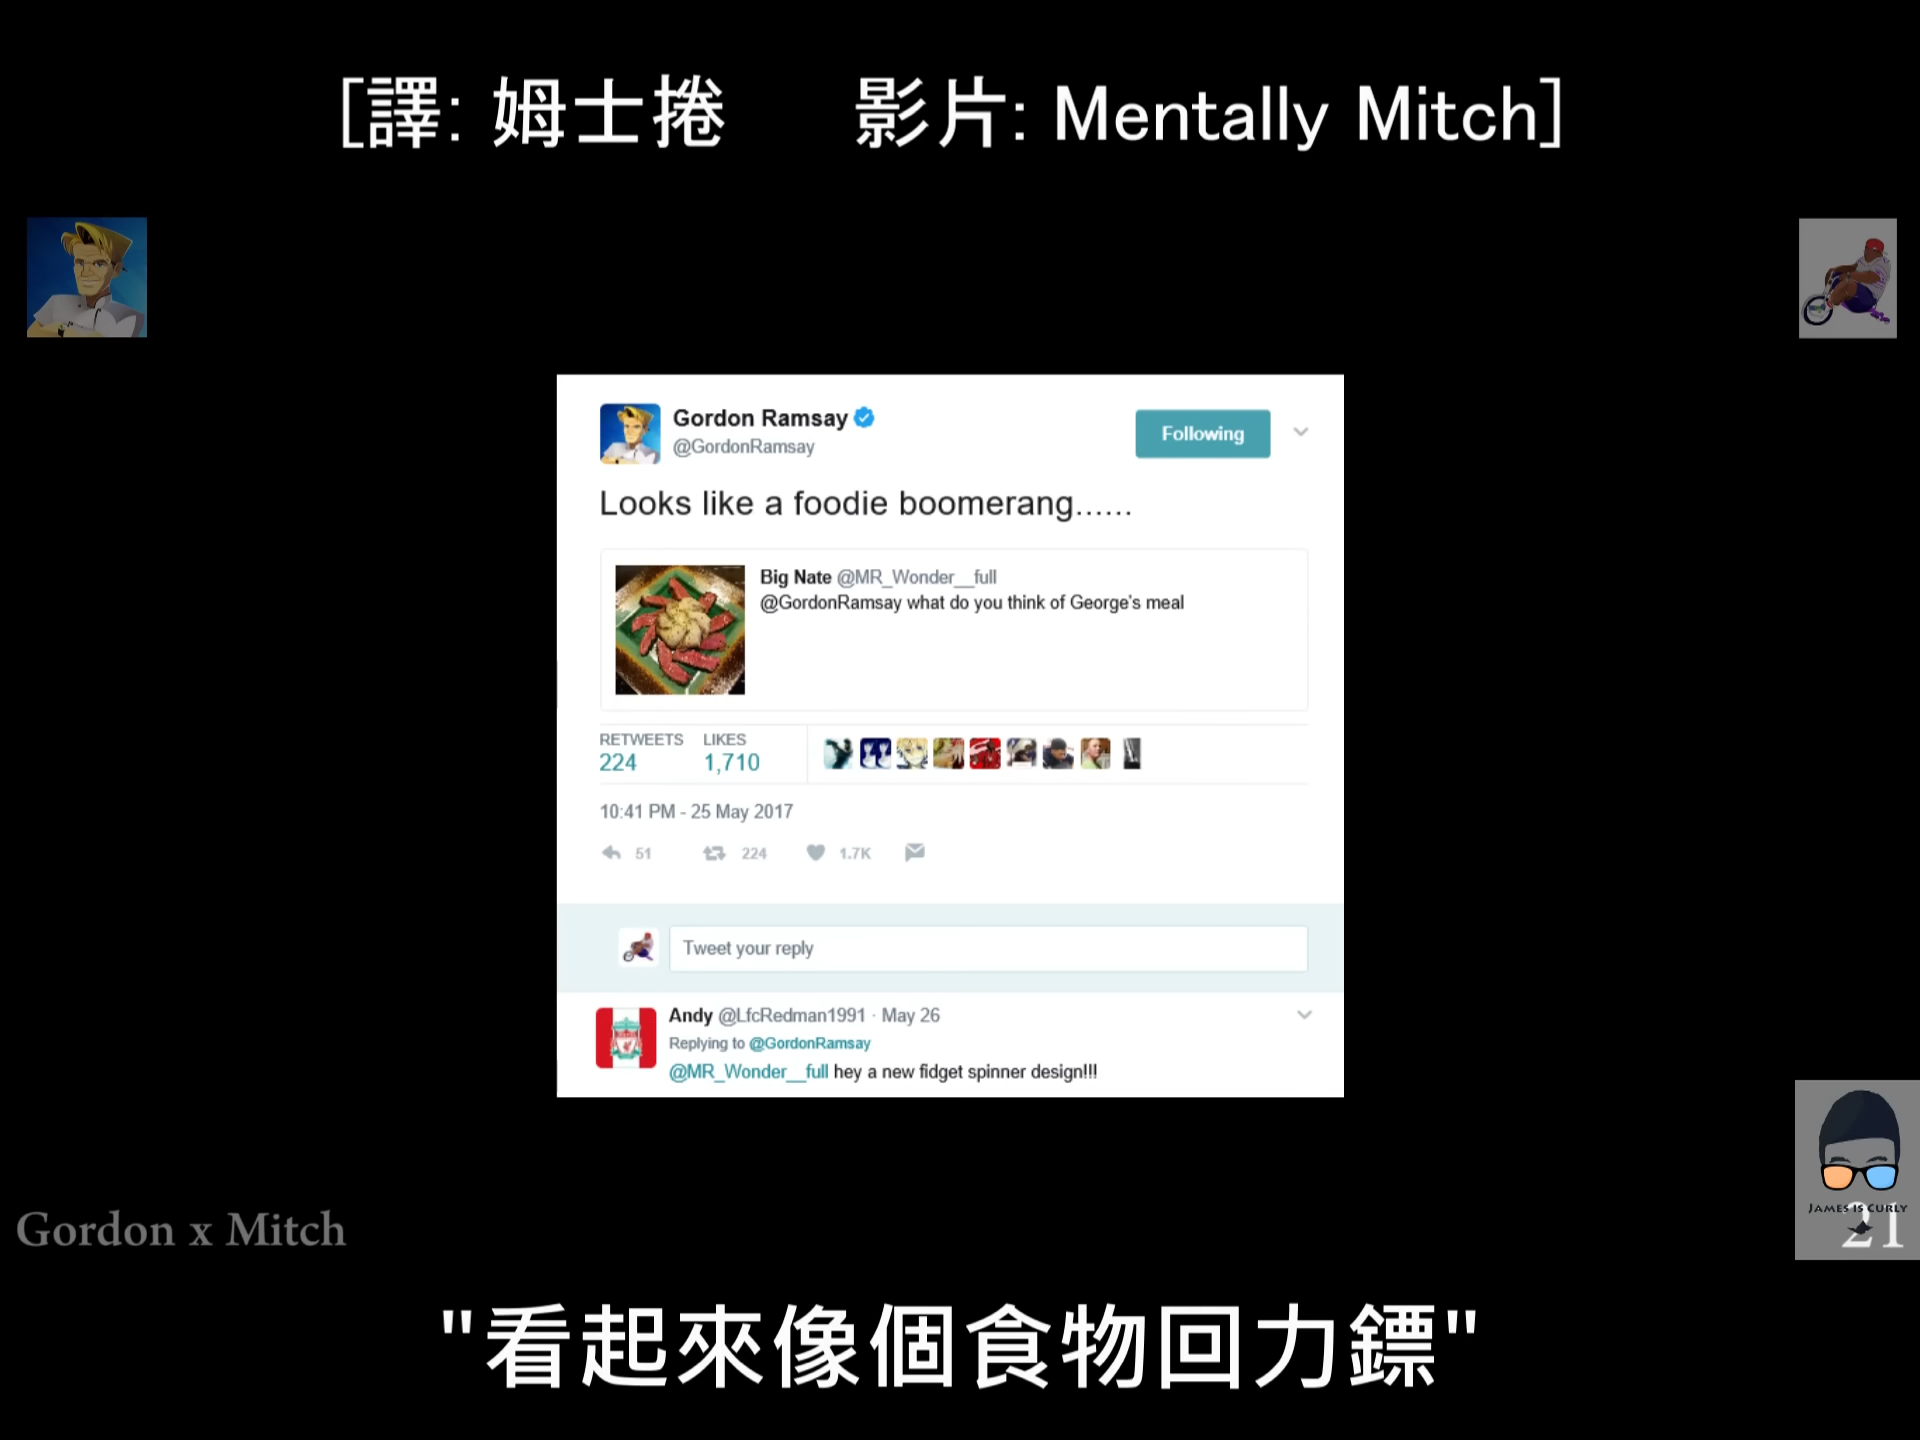 [譯: 姆士捲 影片: Mentally Mitch]
Gordon Ramsay
@GordonRamsay
Following
Looks like a foodie boomerang......
Big Nate @MR_Wonder__full
@GordonRamsay what do you think of George's meal
RETWEETS LIKES
224 1,710
10:41 PM - 25 May 2017
51 224 1.7K
Tweet your reply
Andy @LfcRedman1991 · May 26
Replying to @GordonRamsay
@MR_Wonder__full hey a new fidget spinner design!!!
JAMES IS CURLY
Gordon x Mitch
21
"看起來像個食物回力鏢"